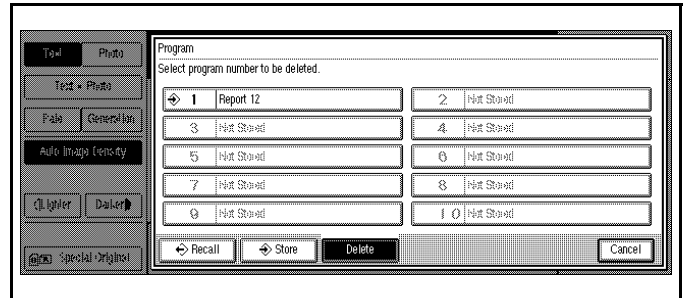 Text Photo
Program
Select program number to be deleted.
Text • Photo
1 Report 12
2 Not Stored
Pale Generation
3 Not Stored
4 Not Stored
Auto Image Density
5 Not Stored
6 Not Stored
7 Not Stored
8 Not Stored
Lighter Darker
9 Not Stored
10 Not Stored
Special Original
Recall Store Delete Cancel